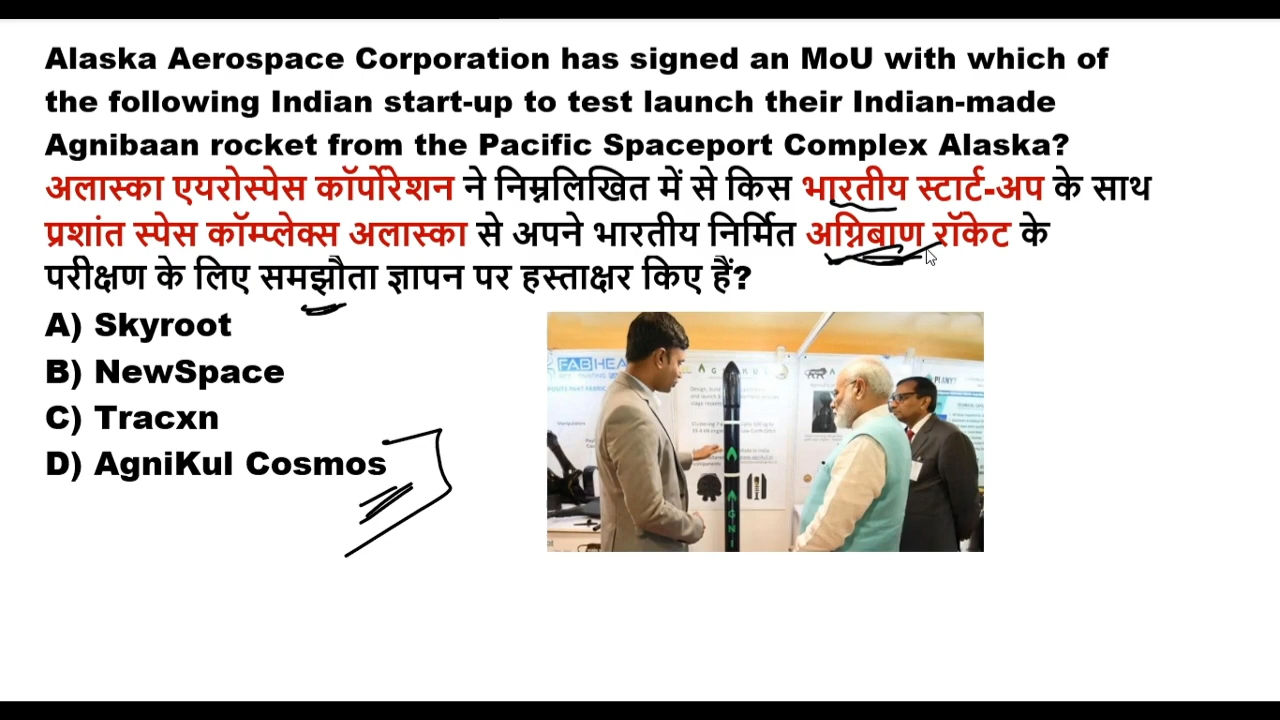 Alaska Aerospace Corporation has signed an MoU with which of
the following Indian start-up to test launch their Indian-made
Agnibaan rocket from the Pacific Spaceport Complex Alaska?
अलास्का एयरोस्पेस कॉर्पोरेशन ने निम्नलिखित में से किस भारतीय स्टार्ट-अप के साथ
प्रशांत स्पेस कॉम्प्लेक्स अलास्का से अपने भारतीय निर्मित अग्निबाण रॉकेट के
परीक्षण के लिए समझौता ज्ञापन पर हस्ताक्षर किए हैं?
A) Skyroot
B) NewSpace
C) Tracxn
D) AgniKul Cosmos
FABHEA
AGNI